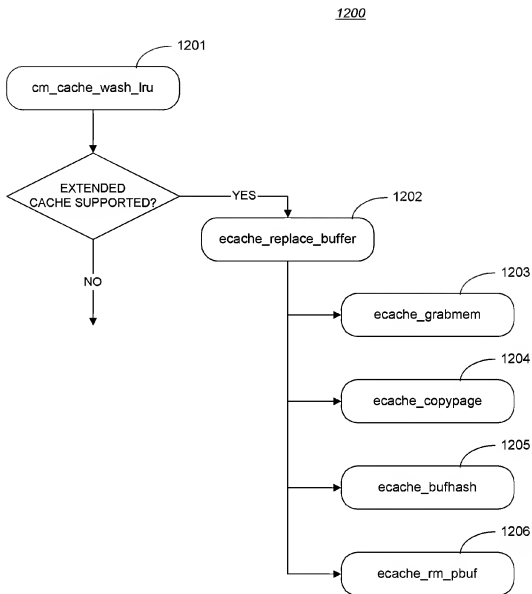 1200
1201
cm_cache_wash_lru
EXTENDED
CACHE SUPPORTED?
YES
1202
ecache_replace_buffer
NO
1203
ecache_grabmem
1204
ecache_copypage
1205
ecache_bufhash
1206
ecache_rm_pbuf